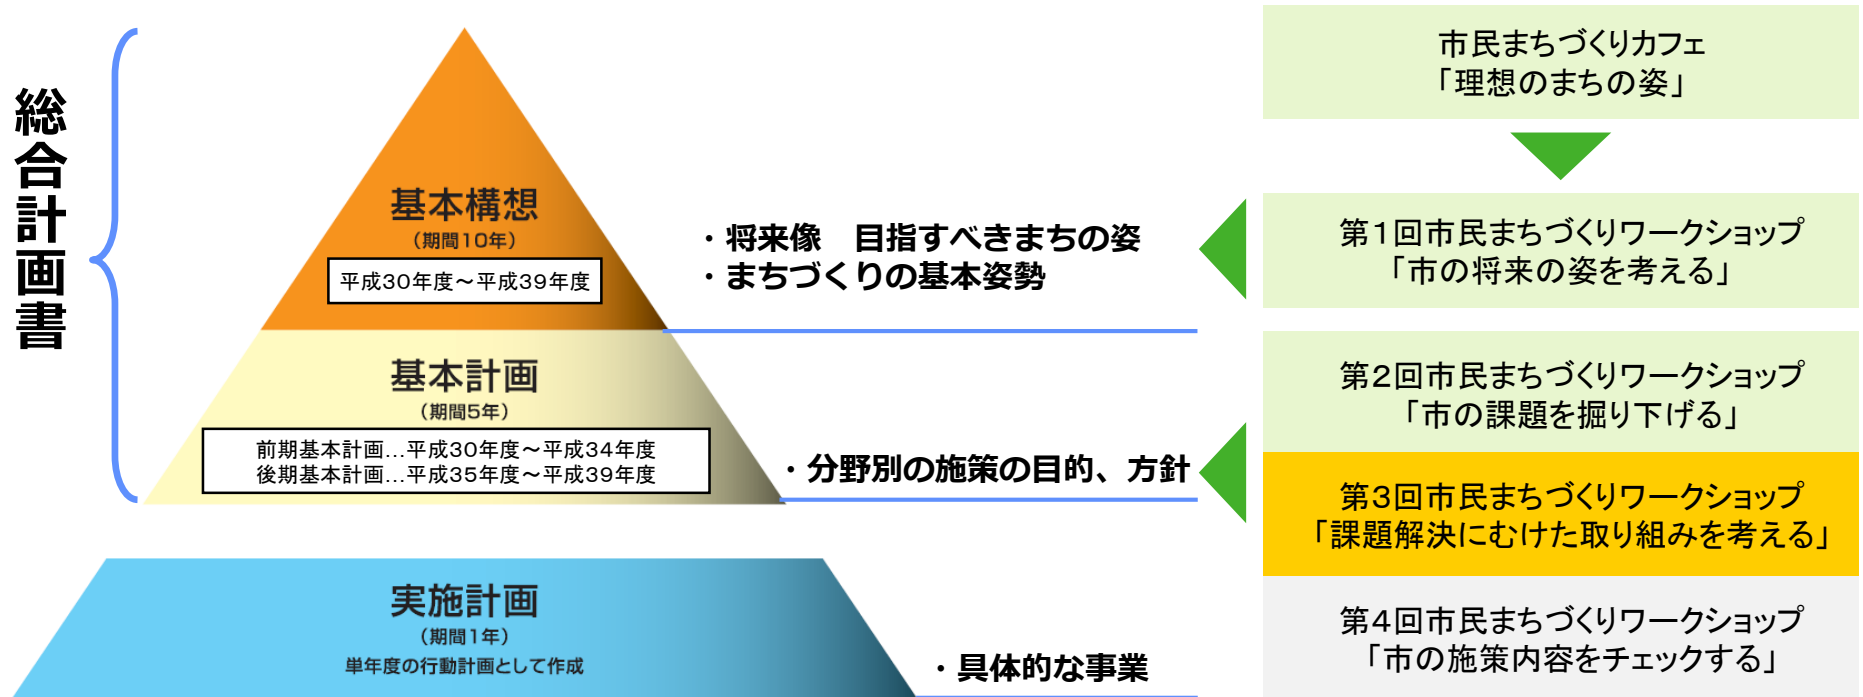 総合計画書
基本構想
（期間10年）
平成30年度～平成39年度
・将来像　目指すべきまちの姿
・まちづくりの基本姿勢
基本計画
（期間5年）
前期基本計画…平成30年度～平成34年度
後期基本計画…平成35年度～平成39年度
・分野別の施策の目的、方針
実施計画
（期間1年）
単年度の行動計画として作成
・具体的な事業
市民まちづくりカフェ
「理想のまちの姿」
第１回市民まちづくりワークショップ
「市の将来の姿を考える」
第２回市民まちづくりワークショップ
「市の課題を掘り下げる」
第３回市民まちづくりワークショップ
「課題解決にむけた取り組みを考える」
第４回市民まちづくりワークショップ
「市の施策内容をチェックする」